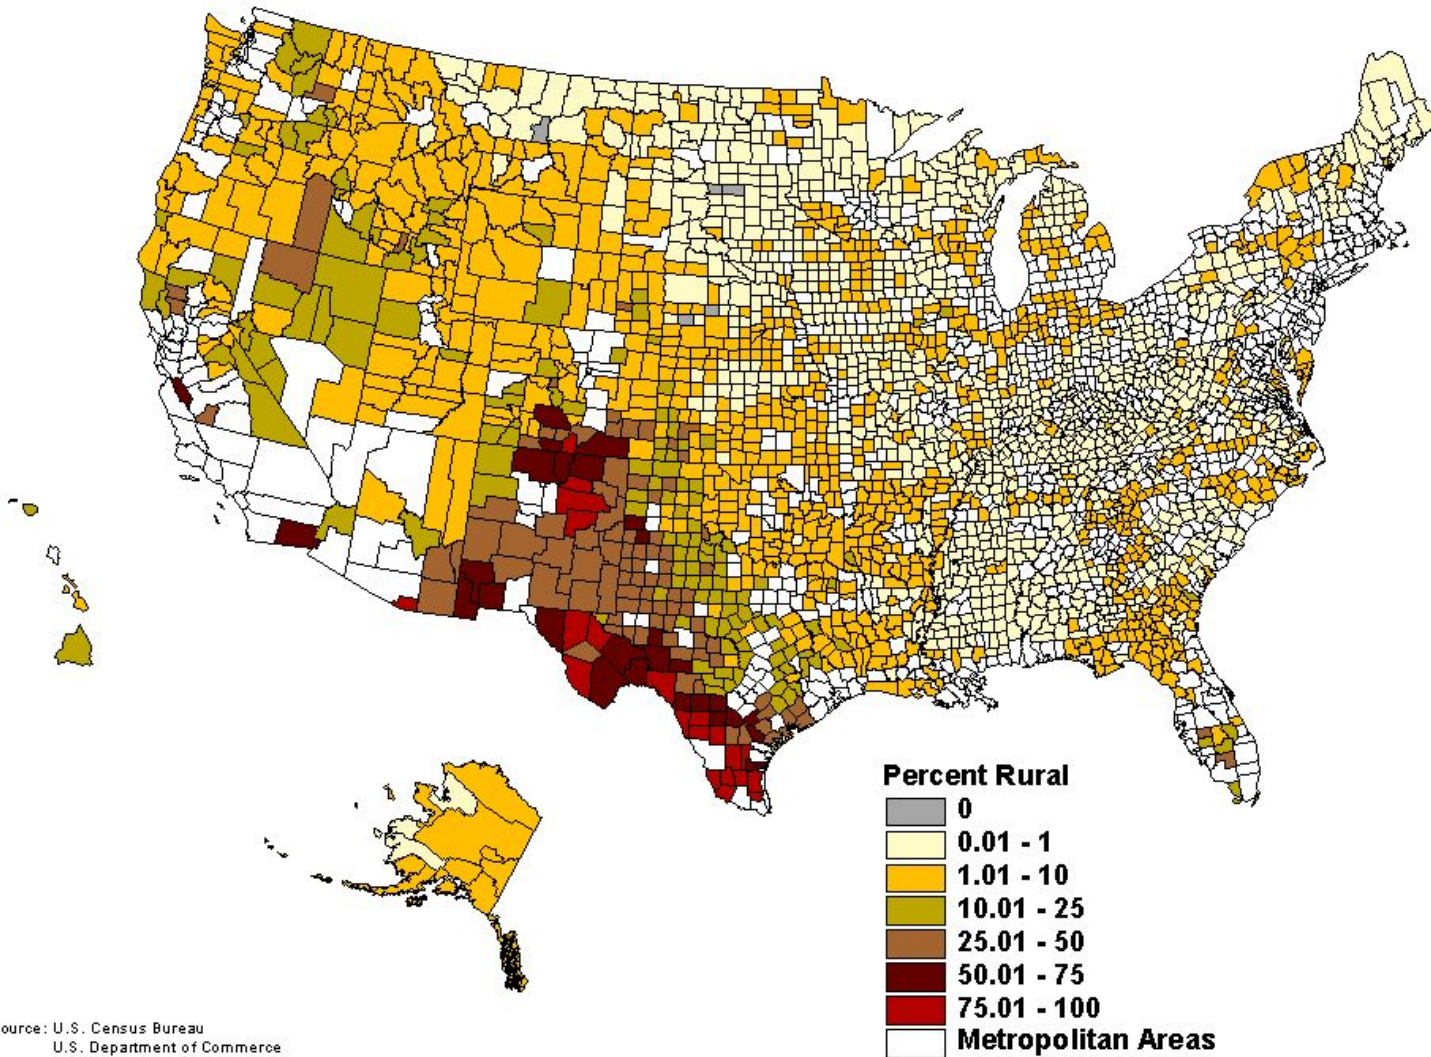 Percent Rural
0
0.01 - 1
1.01 - 10
10.01 - 25
25.01 - 50
50.01 - 75
75.01 - 100
Metropolitan Areas
ource: U.S. Census Bureau
U.S. Department of Commerce